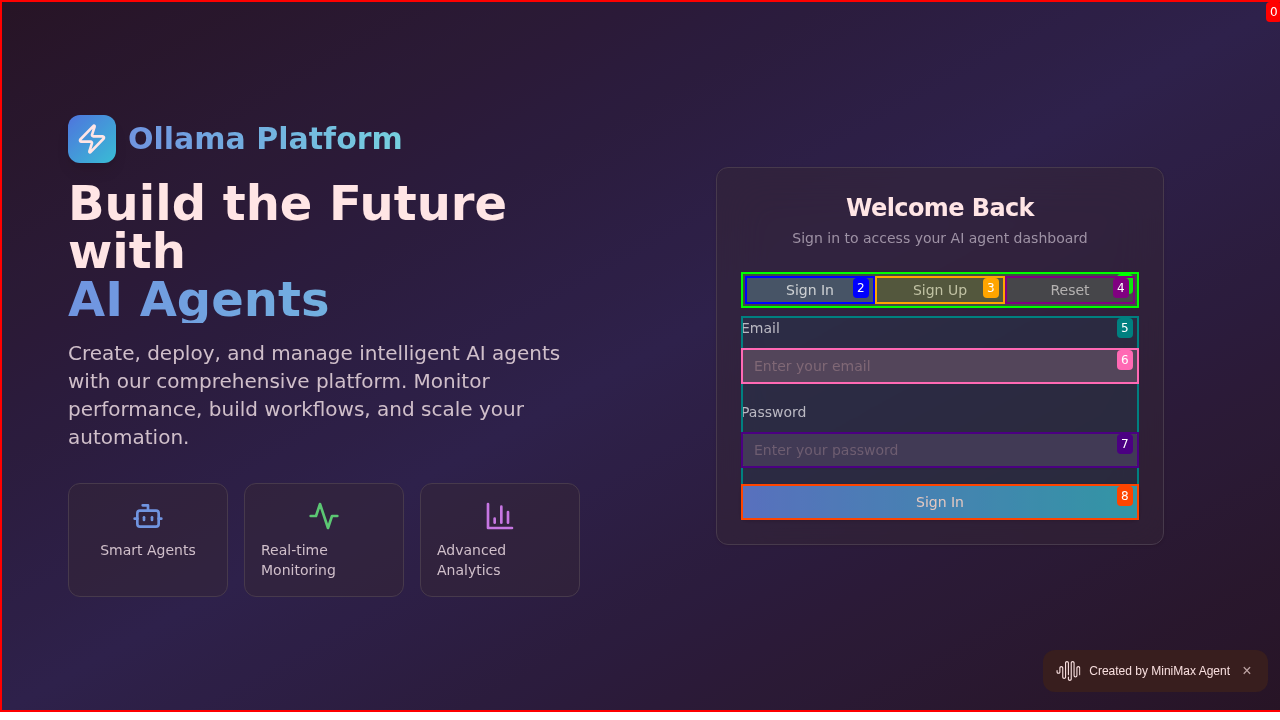 0
Ollama Platform
Build the Future
with
AI Agents
Create, deploy, and manage intelligent AI agents
with our comprehensive platform. Monitor
performance, build workflows, and scale your
automation.
Smart Agents
Real-time
Monitoring
Advanced
Analytics
Welcome Back
Sign in to access your AI agent dashboard
Sign In 2 Sign Up 3 Reset 4
Email 5
Enter your email 6
Password
Enter your password 7
Sign In 8
Created by MiniMax Agent ×